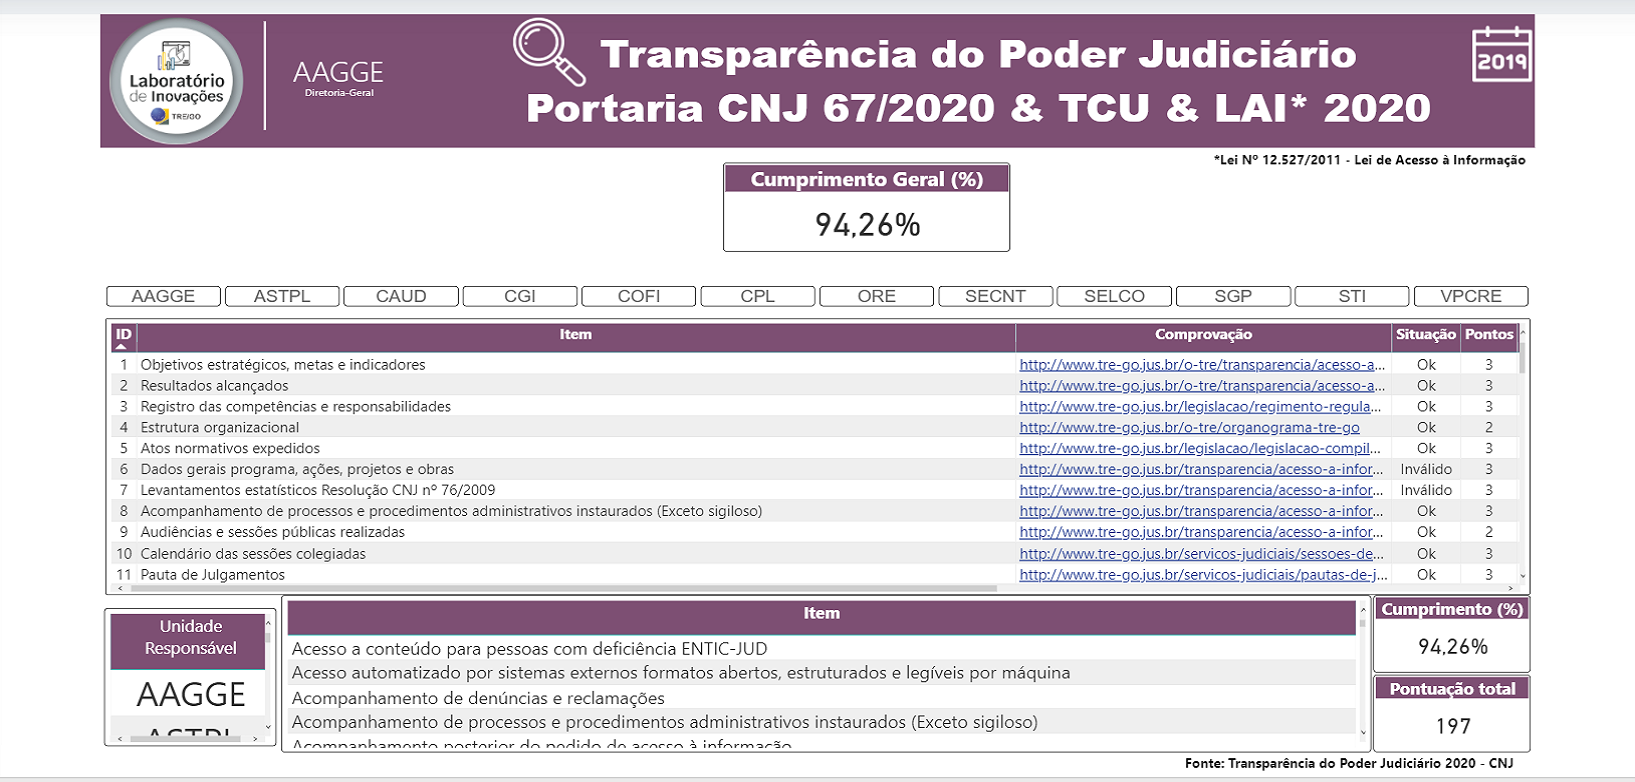 Laboratório
de Inovações
TRE/GO
AAGGE
Diretoria-Geral
Transparência do Poder Judiciário
Portaria CNJ 67/2020 & TCU & LAI* 2020
2019
*Lei Nº 12.527/2011 - Lei de Acesso à Informação
Cumprimento Geral (%)
94,26%
AAGGE ASTPL CAUD CGI COFI CPL ORE SECNT SELCO SGP STI VPCRE
ID Item Comprovação Situação Pontos
1 Objetivos estratégicos, metas e indicadores http://www.tre-go.jus.br/o-tre/transparencia/acesso-a... Ok 3
2 Resultados alcançados http://www.tre-go.jus.br/o-tre/transparencia/acesso-a... Ok 3
3 Registro das competências e responsabilidades http://www.tre-go.jus.br/legislacao/regimento-regula... Ok 3
4 Estrutura organizacional http://www.tre-go.jus.br/o-tre/organograma-tre-go Ok 2
5 Atos normativos expedidos http://www.tre-go.jus.br/legislacao/legislacao-compil... Ok 3
6 Dados gerais programa, ações, projetos e obras http://www.tre-go.jus.br/transparencia/acesso-a-infor... Inválido 3
7 Levantamentos estatísticos Resolução CNJ nº 76/2009 http://www.tre-go.jus.br/transparencia/acesso-a-infor... Inválido 3
8 Acompanhamento de processos e procedimentos administrativos instaurados (Exceto sigiloso) http://www.tre-go.jus.br/transparencia/acesso-a-infor... Ok 3
9 Audiências e sessões públicas realizadas http://www.tre-go.jus.br/transparencia/acesso-a-infor... Ok 2
10 Calendário das sessões colegiadas http://www.tre-go.jus.br/servicos-judiciais/sessoes-de... Ok 3
11 Pauta de Julgamentos http://www.tre-go.jus.br/servicos-judiciais/pautas-de-j... Ok 3
Unidade
Responsável
AAGGE
ASTPL
Item
Acesso a conteúdo para pessoas com deficiência ENTIC-JUD
Acesso automatizado por sistemas externos formatos abertos, estruturados e legíveis por máquina
Acompanhamento de denúncias e reclamações
Acompanhamento de processos e procedimentos administrativos instaurados (Exceto sigiloso)
Acompanhamento posterior do pedido de acesso à informação
Cumprimento (%)
94,26%
Pontuação total
197
Fonte: Transparência do Poder Judiciário 2020 - CNJ